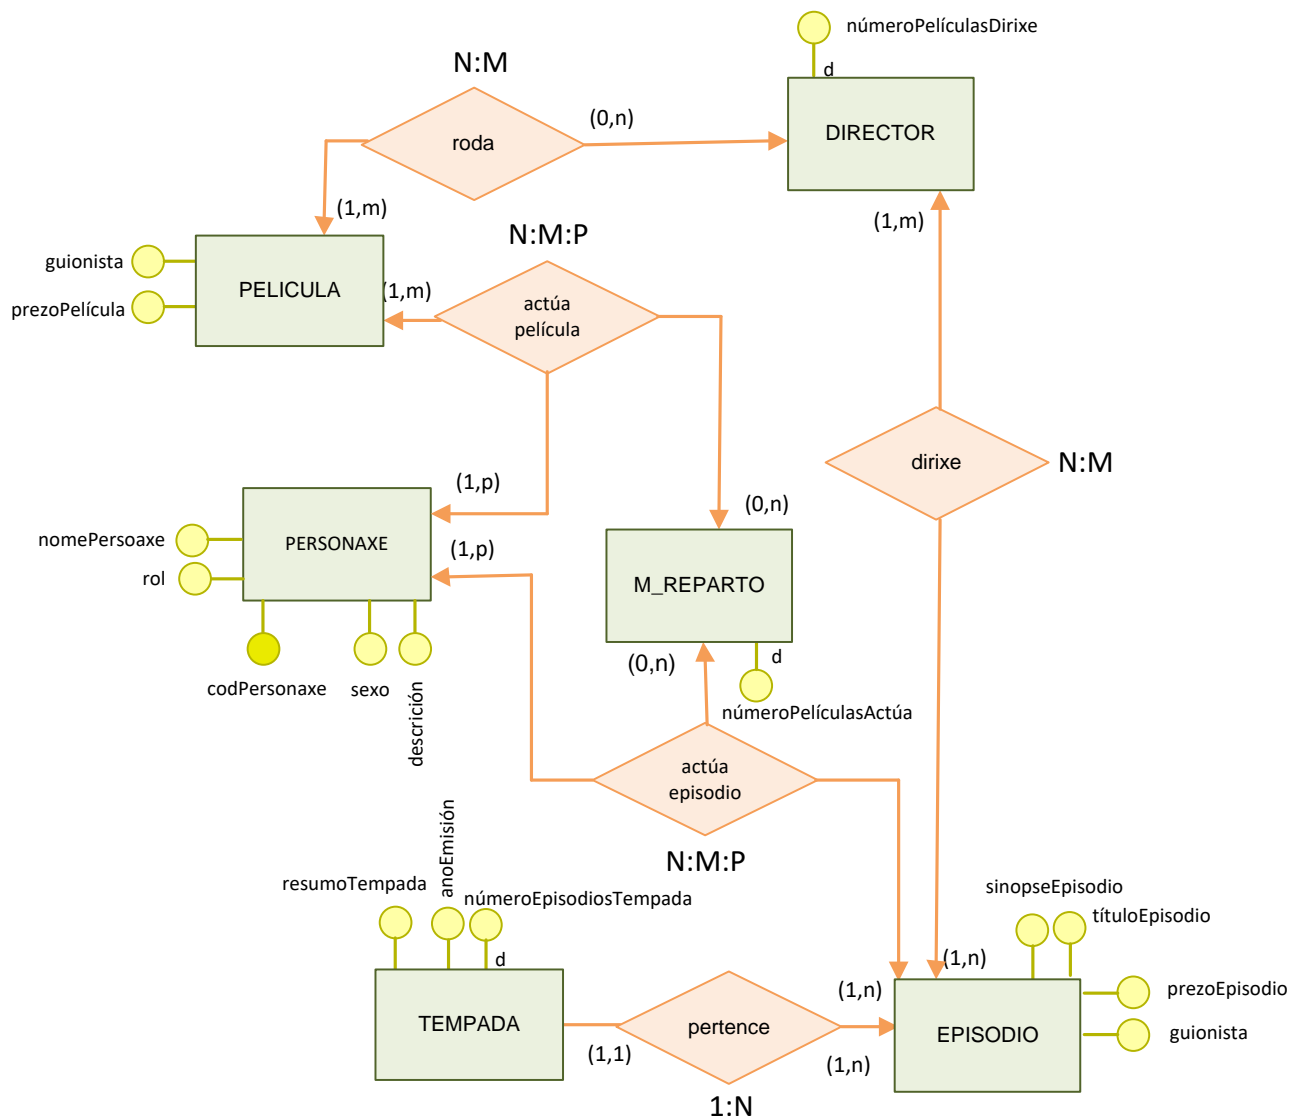 númeroPelículasDirixe
d
N:M
(0,n)
DIRECTOR
roda
(1,m)
(1,m)
N:M:P
guionista
PELICULA
(1,m)
actúa
película
prezoPelícula
dirixe
N:M
(1,p)
(0,n)
nomePersoaxe
PERSONAXE
(1,p)
rol
M_REPARTO
(0,n)
d
codPersonaxe
sexo
descrición
númeroPelículasActúa
actúa
episodio
N:M:P
resumoTempada
anoEmisión
númeroEpisodiosTempada
d
sinopseEpisodio
títuloEpisodio
(1,n)
(1,n)
prezoEpisodio
TEMPADA
pertence
EPISODIO
guionista
(1,1)
(1,n)
1:N